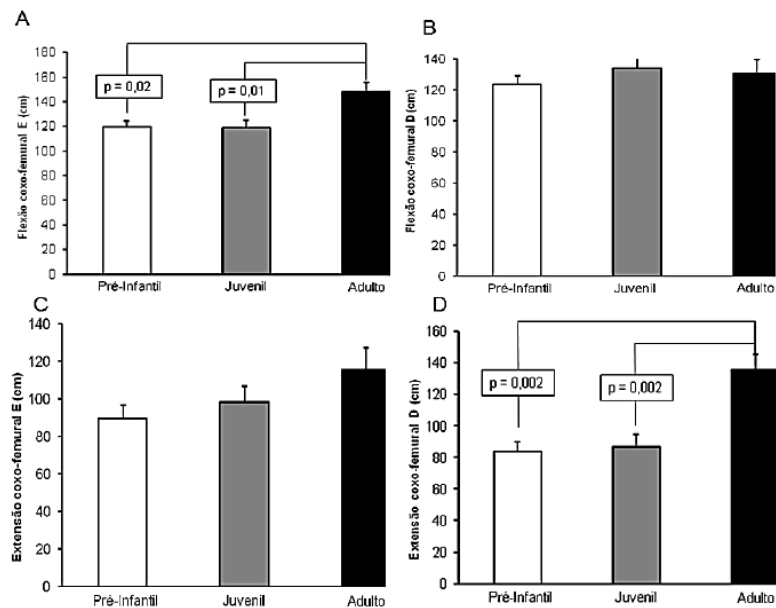 A
Flexão coxo-femural E (cm)
180
160
140
120
100
80
60
40
20
0
p = 0,02
p = 0,01
Pré-Infantil
Juvenil
Adulto
B
Flexão coxo-femural D (cm)
140
120
100
80
60
40
20
0
Pré-Infantil
Juvenil
Adulto
C
Extensão coxo-femural E (cm)
140
120
100
80
60
40
20
0
Pré-Infantil
Juvenil
Adulto
D
Extensão coxo-femural D (cm)
160
140
120
100
80
60
40
20
0
p = 0,002
p = 0,002
Pré-Infantil
Juvenil
Adulto